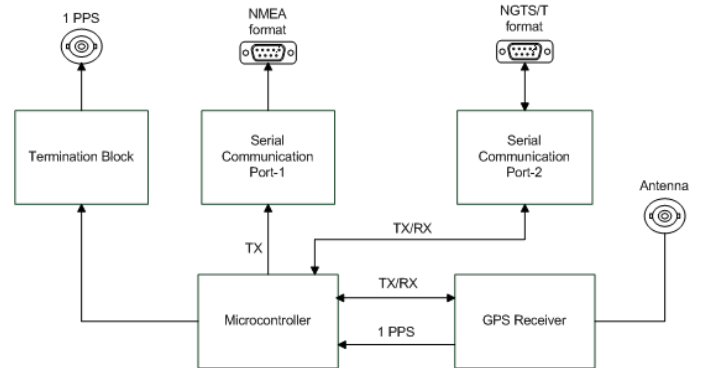 1 PPS
NMEA
format
NGTS/T
format
Termination Block
Serial
Communication
Port-1
Serial
Communication
Port-2
Antenna
TX
TX/RX
Microcontroller
TX/RX
1 PPS
GPS Receiver